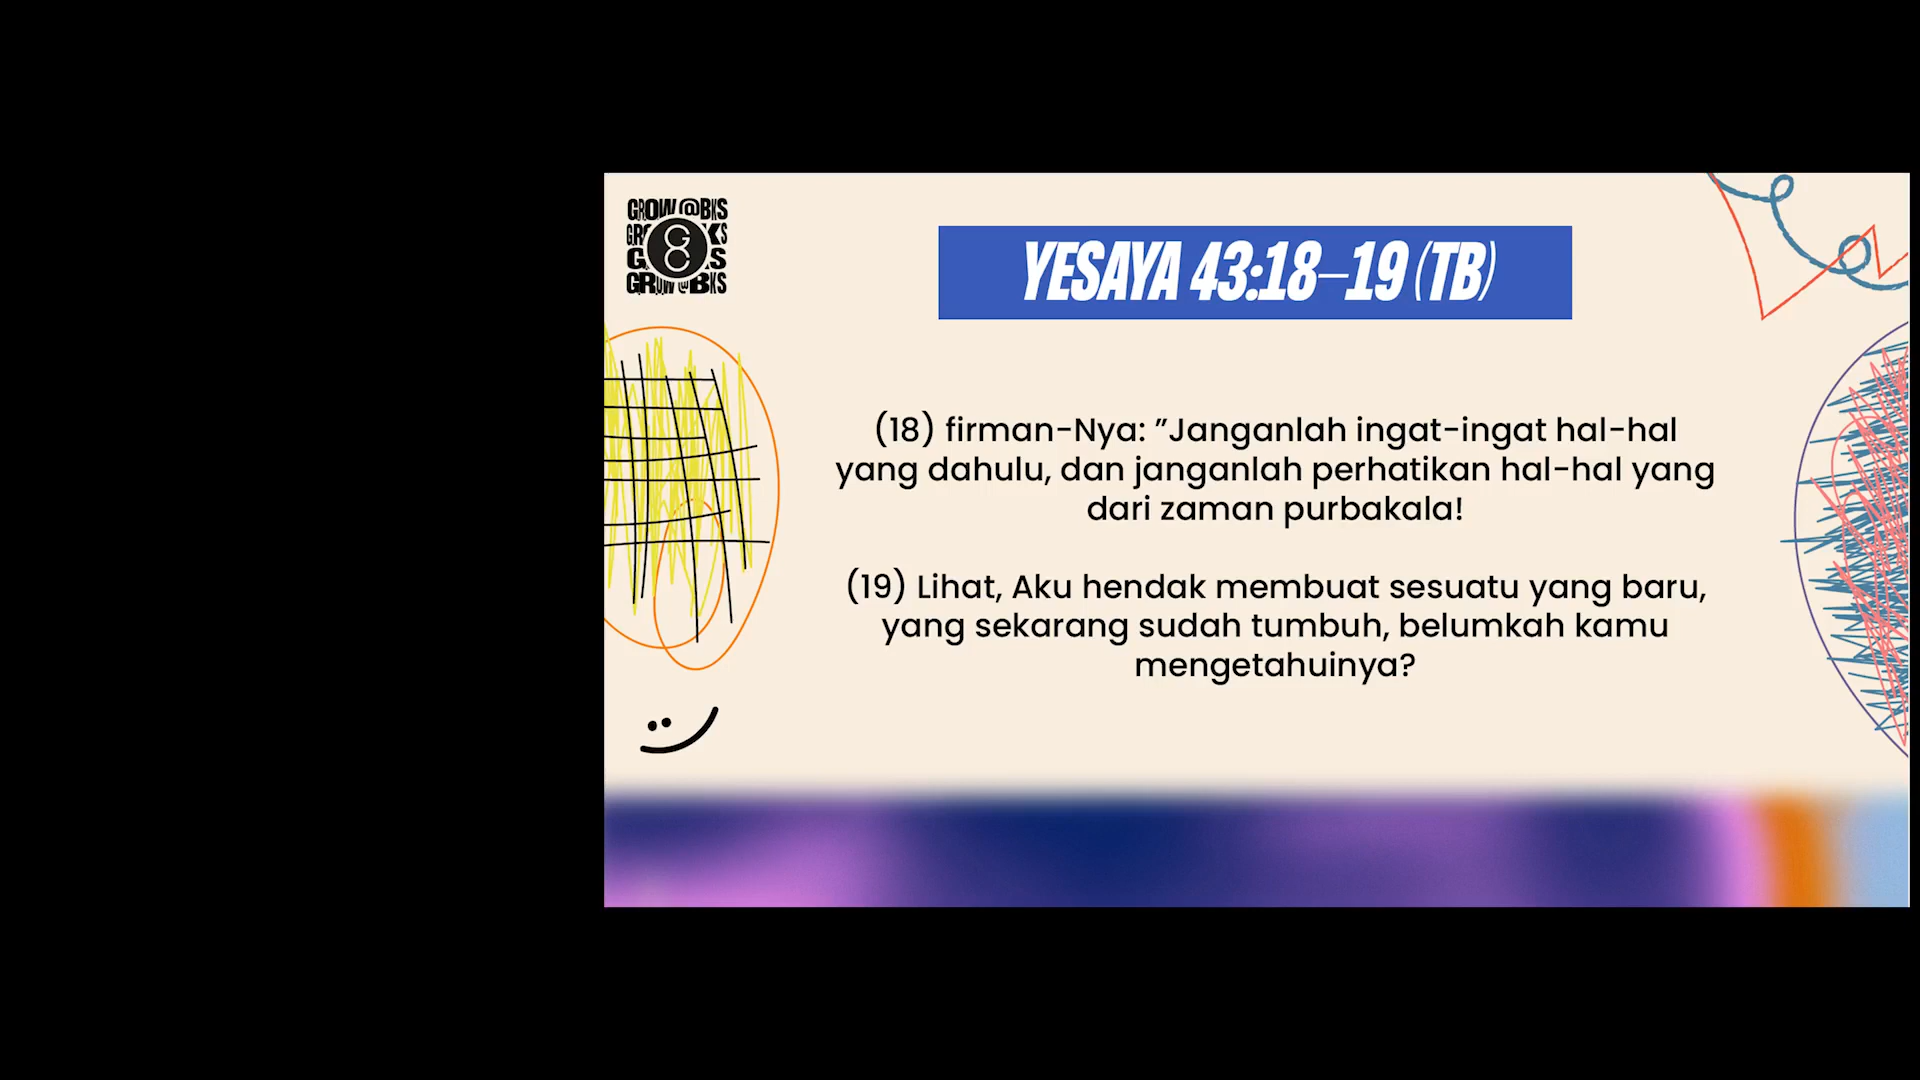 GROW @BKS
YESAYA 43:18–19 (TB)
(18) firman-Nya: ”Janganlah ingat-ingat hal-hal
yang dahulu, dan janganlah perhatikan hal-hal yang
dari zaman purbakala!
(19) Lihat, Aku hendak membuat sesuatu yang baru,
yang sekarang sudah tumbuh, belumkah kamu
mengetahuinya?